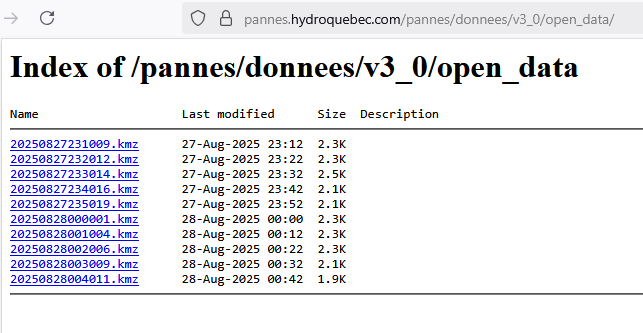 pannes.hydroquebec.com/pannes/donnees/v3_0/open_data/
Index of /pannes/donnees/v3_0/open_data
Name Last modified Size Description
20250827231009.kmz 27-Aug-2025 23:12 2.3K
20250827232012.kmz 27-Aug-2025 23:22 2.3K
20250827233014.kmz 27-Aug-2025 23:32 2.5K
20250827234016.kmz 27-Aug-2025 23:42 2.1K
20250827235019.kmz 27-Aug-2025 23:52 2.1K
20250828000001.kmz 28-Aug-2025 00:00 2.3K
20250828001004.kmz 28-Aug-2025 00:12 2.3K
20250828002006.kmz 28-Aug-2025 00:22 2.3K
20250828003009.kmz 28-Aug-2025 00:32 2.1K
20250828004011.kmz 28-Aug-2025 00:42 1.9K